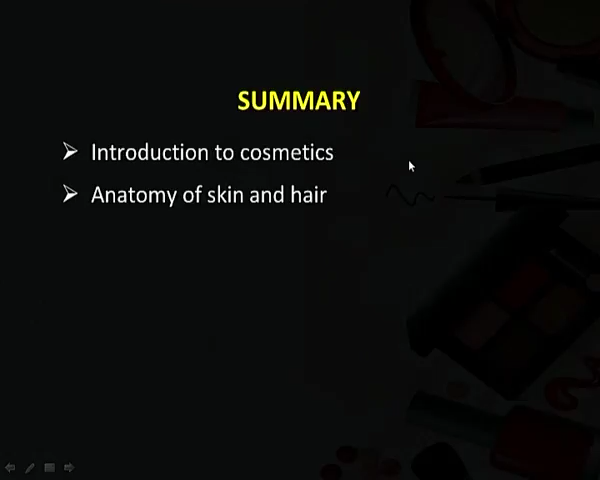 SUMMARY
Introduction to cosmetics
Anatomy of skin and hair